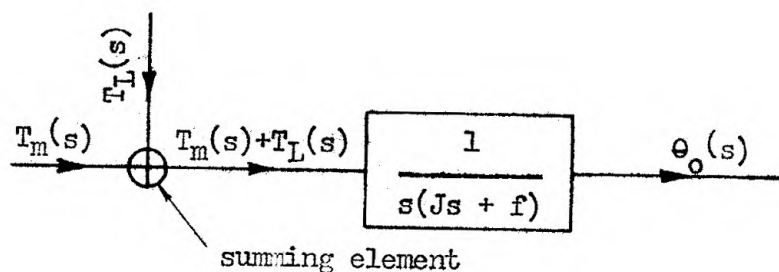 T_L(s)
T_m(s)
T_m(s)+T_L(s)
1
s(Js + f)
θ_o(s)
summing element